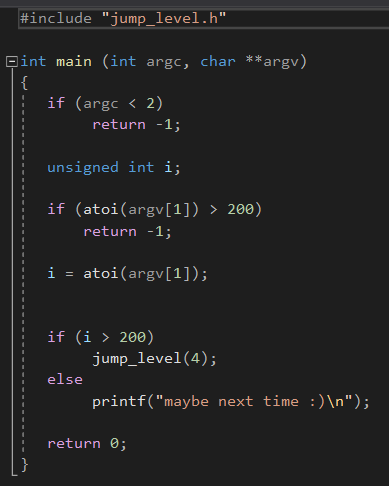 #include "jump_level.h"
int main (int argc, char **argv)
{
if (argc < 2)
return -1;
unsigned int i;
if (atoi(argv[1]) > 200)
return -1;
i = atoi(argv[1]);
if (i > 200)
jump_level(4);
else
printf("maybe next time :)\n");
return 0;
}